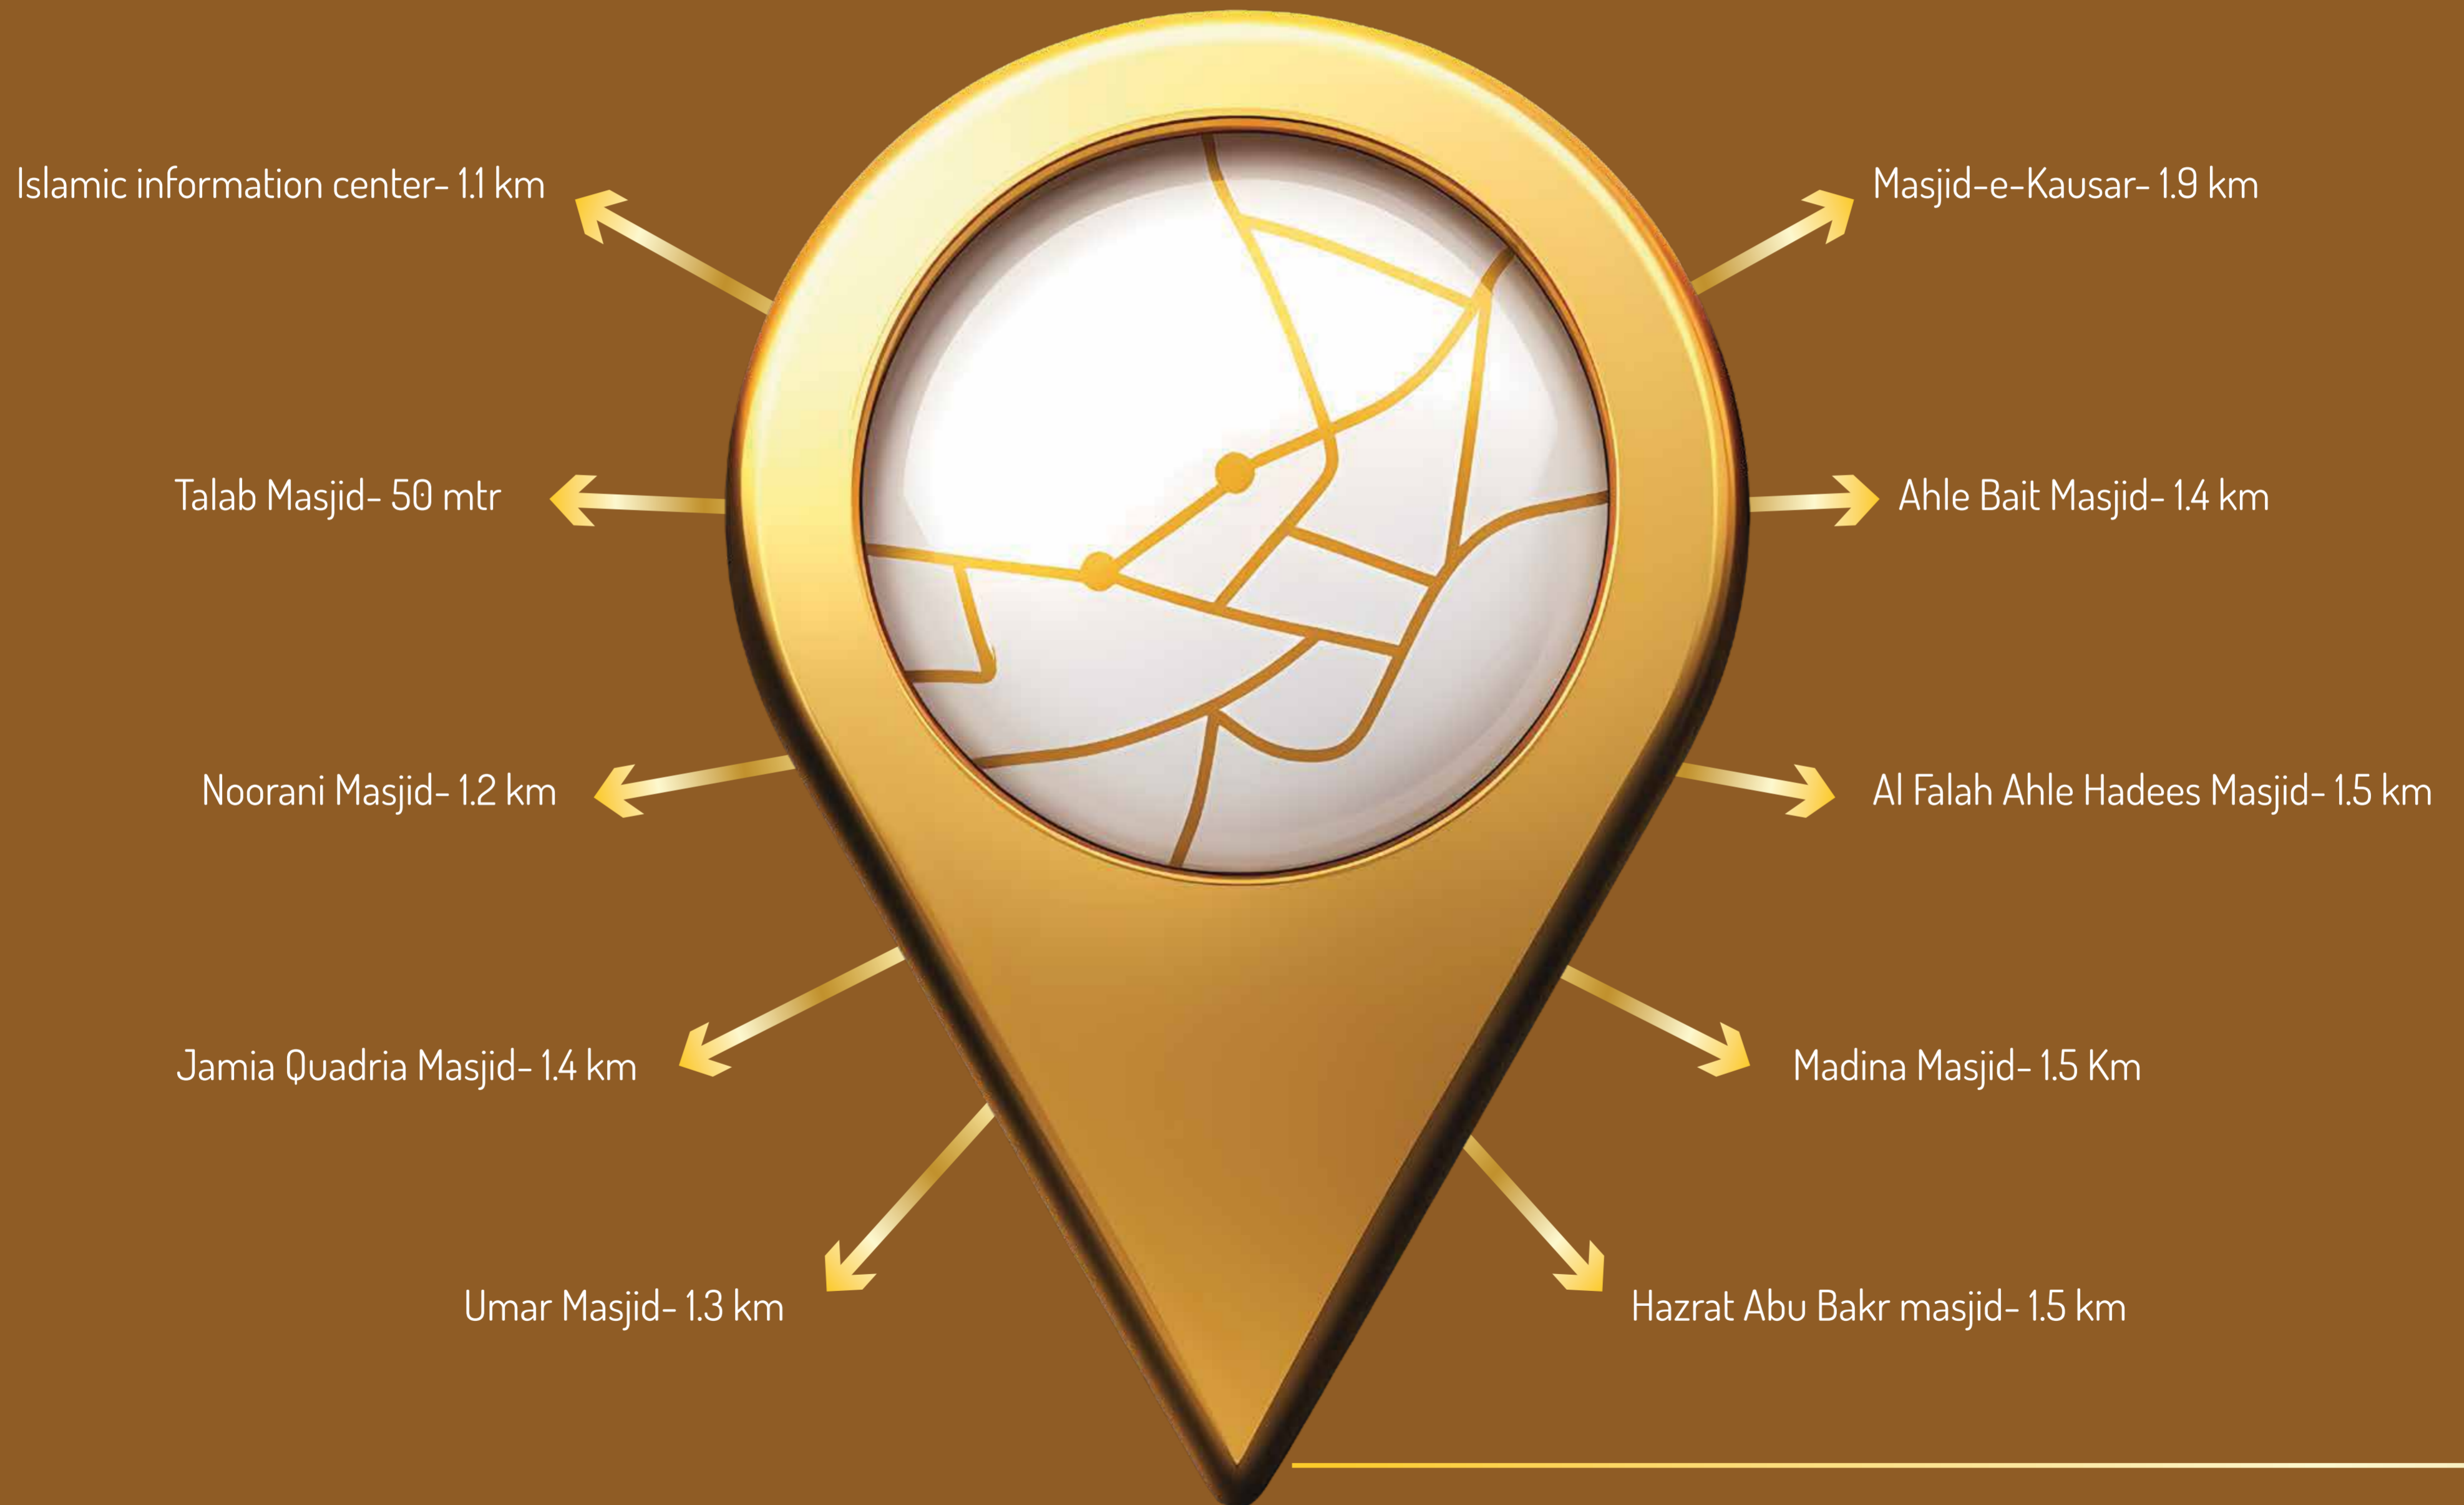 Islamic information center- 1.1 km
Talab Masjid- 50 mtr
Noorani Masjid- 1.2 km
Jamia Quadria Masjid- 1.4 km
Umar Masjid- 1.3 km
Masjid-e-Kausar- 1.9 km
Ahle Bait Masjid- 1.4 km
Al Falah Ahle Hadees Masjid- 1.5 km
Madina Masjid- 1.5 Km
Hazrat Abu Bakr masjid- 1.5 km